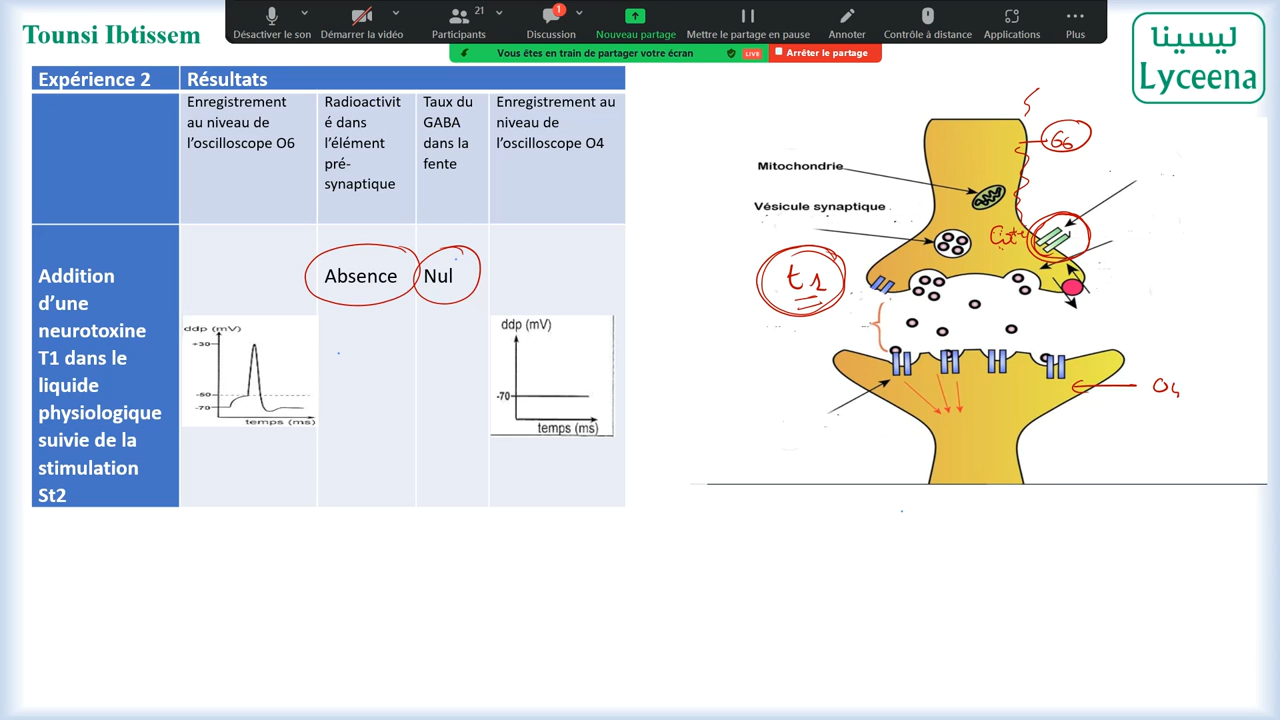 Tounsi Ibtissem
Désactiver le son
Démarrer la vidéo
Participants
21
Discussion
1
Nouveau partage
Mettre le partage en pause
Annoter
Contrôle à distance
Applications
Plus
Vous êtes en train de partager votre écran
LIVE
Arrêter le partage
ليسينا
Lyceena
Expérience 2
Résultats
Enregistrement
au niveau de
l'oscilloscope O6
Radioactivit
é dans
l'élément
pré-
synaptique
Taux du
GABA
dans la
fente
Enregistrement au
niveau de
l'oscilloscope O4
Addition
d'une
neurotoxine
T1 dans le
liquide
physiologique
suivie de la
stimulation
St2
Absence
Nul
ddp (mV)
+30
-50
-70
temps (ms)
ddp (mV)
-70
temps (ms)
Mitochondrie
Vésicule synaptique
O4